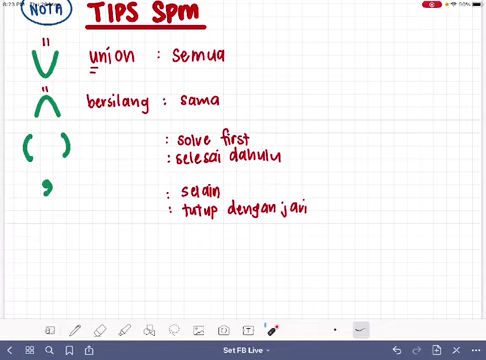 NOTA
TIPS SPM
∪ union : semua
∩ bersilang : sama
( ) : solve first
: selesai dahulu
’ : selain
: tutup dengan jari
Set FB Live